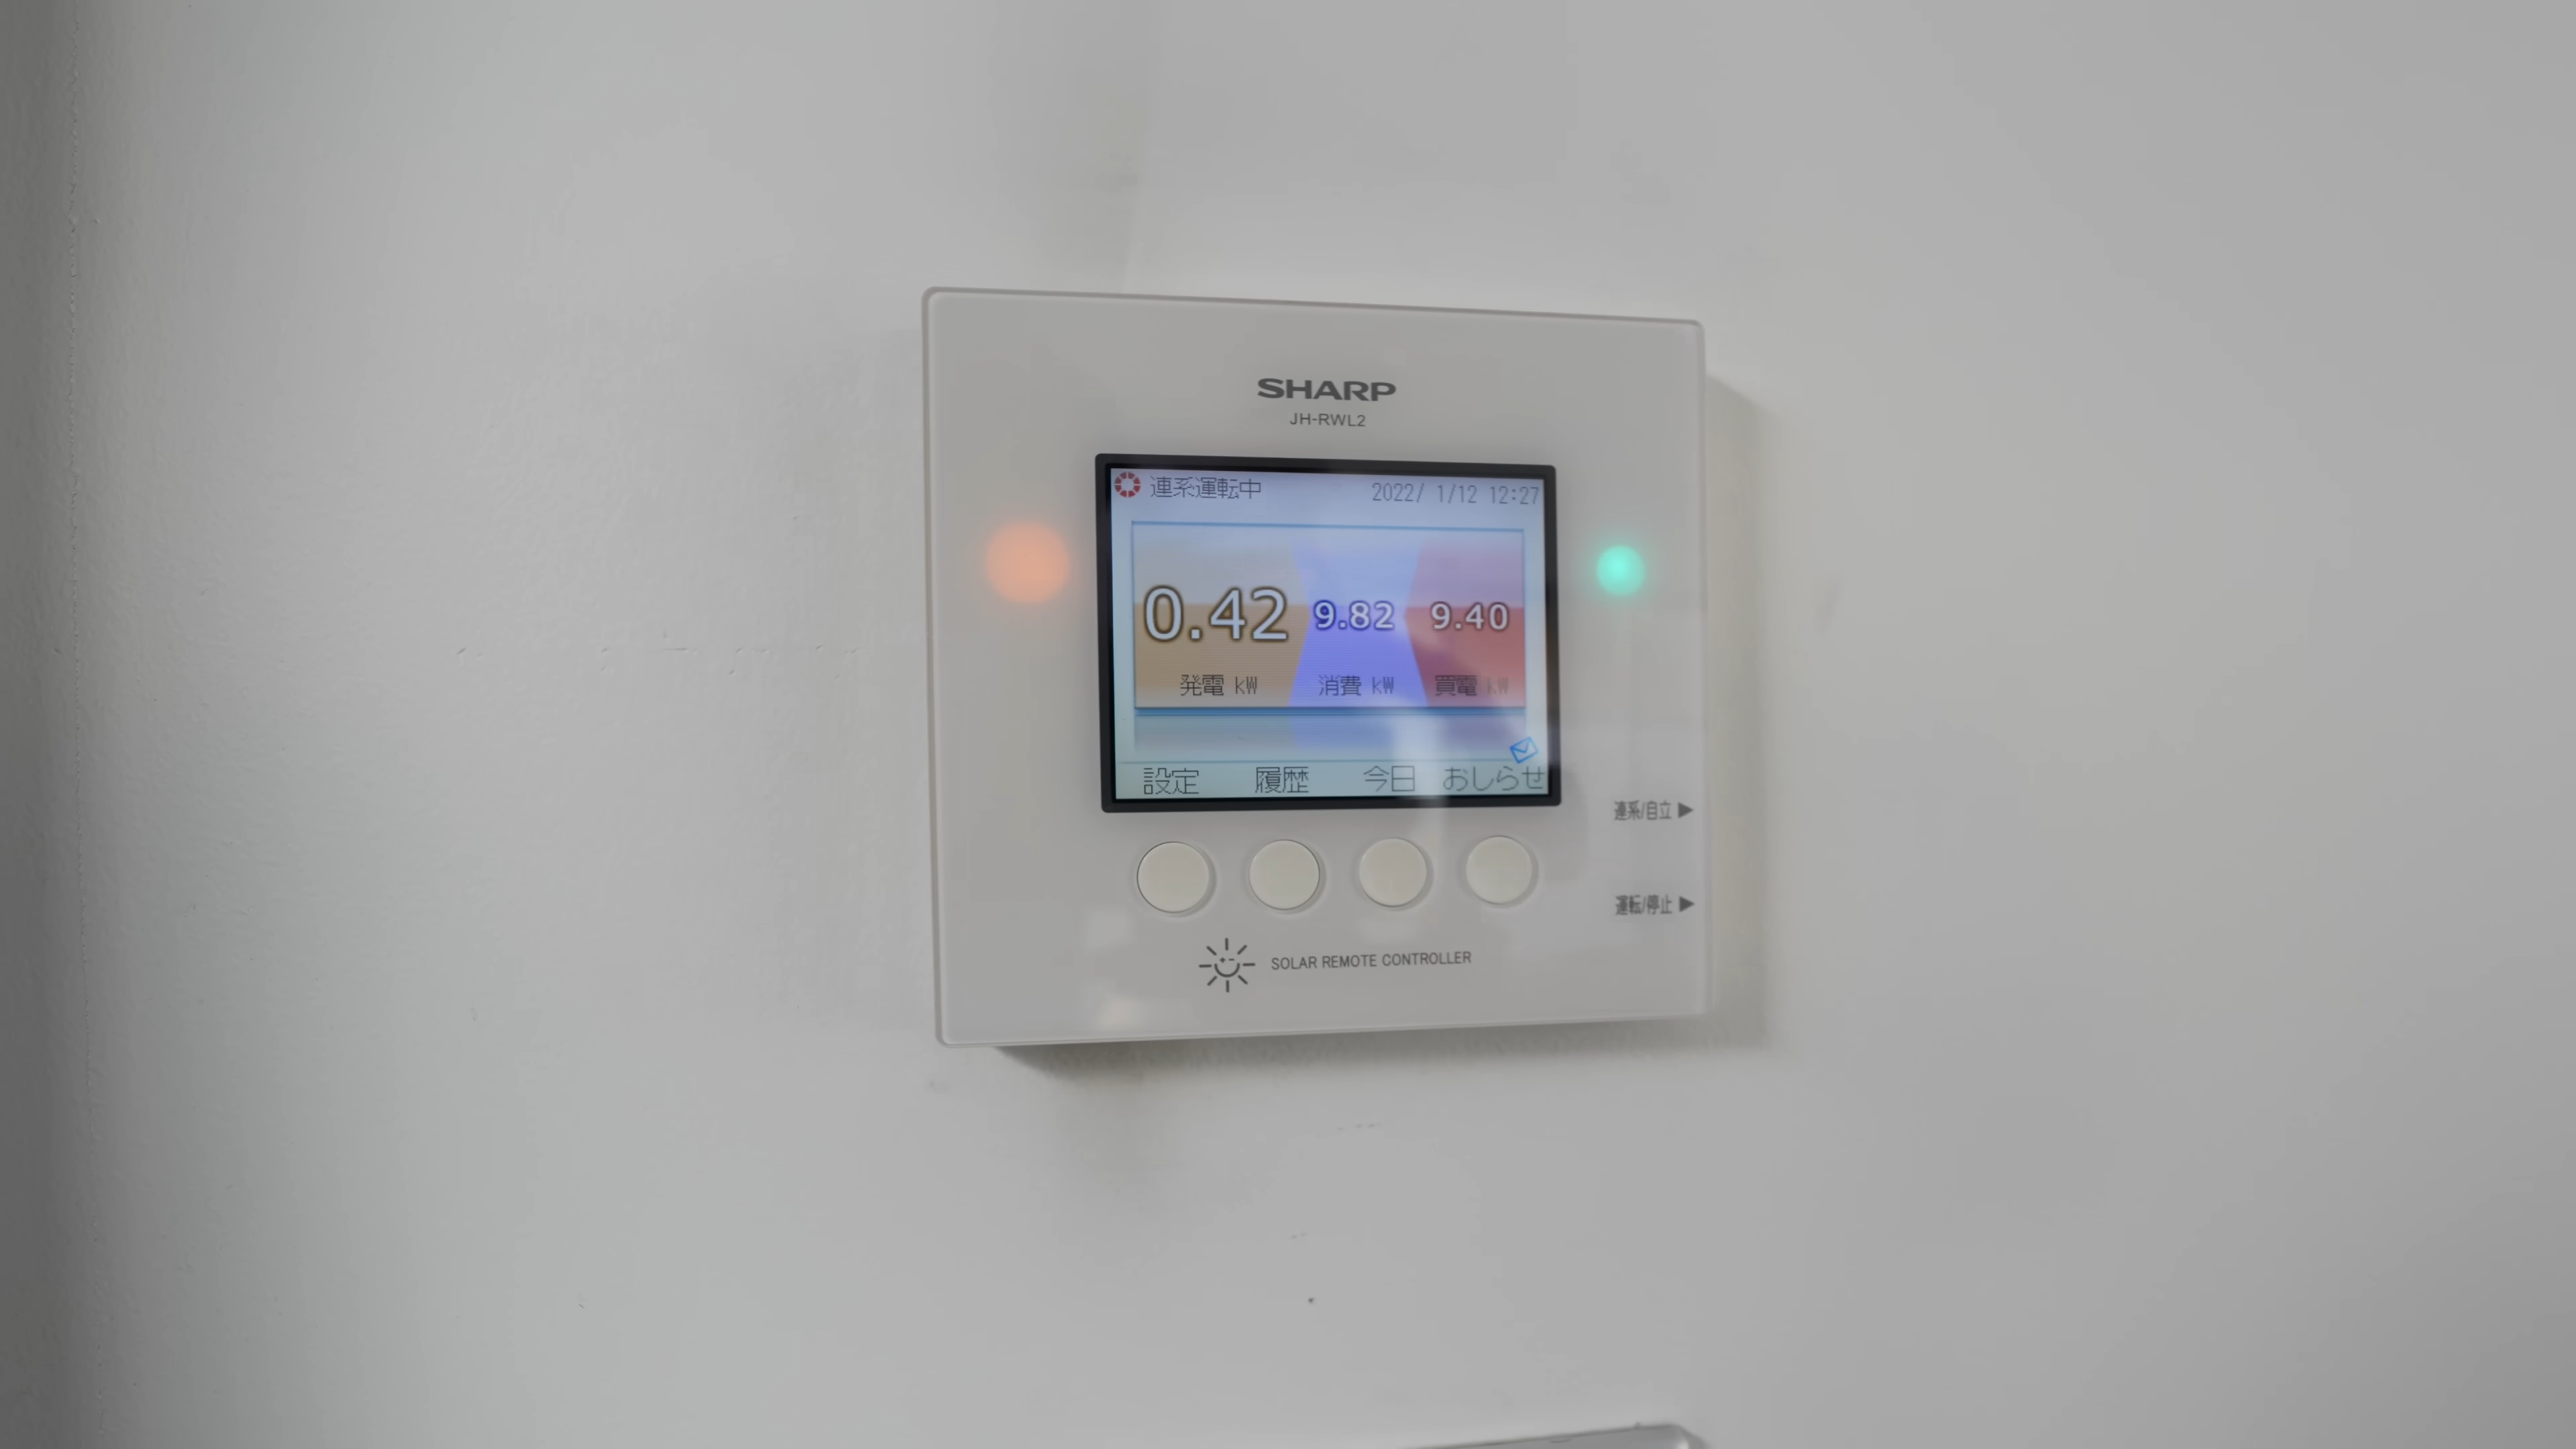 SHARP
JH-RWL2
連系運転中 2022/ 1/12 12:27
0.42 9.82 9.40
発電 kW 消費 kW 買電 kW
設定 履歴 今日 おしらせ
連系/自立 ▶
運転/停止 ▶
SOLAR REMOTE CONTROLLER